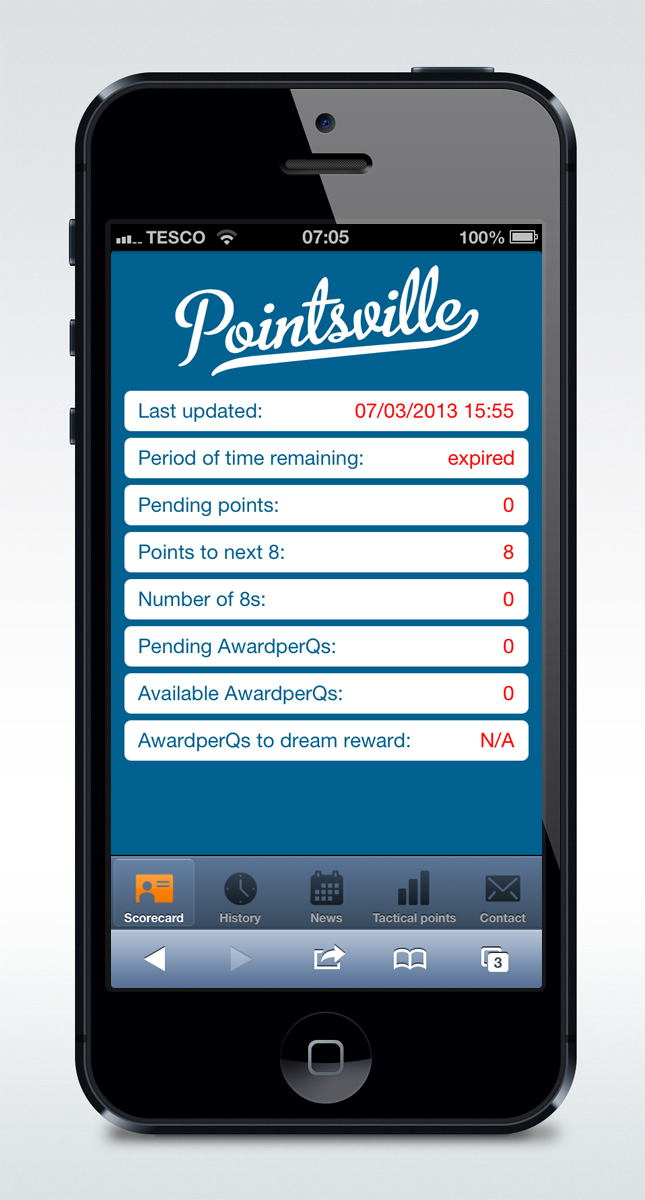 TESCO 07:05 100%
Pointsville
Last updated: 07/03/2013 15:55
Period of time remaining: expired
Pending points: 0
Points to next 8: 8
Number of 8s: 0
Pending AwardperQs: 0
Available AwardperQs: 0
AwardperQs to dream reward: N/A
Scorecard History News Tactical points Contact
3